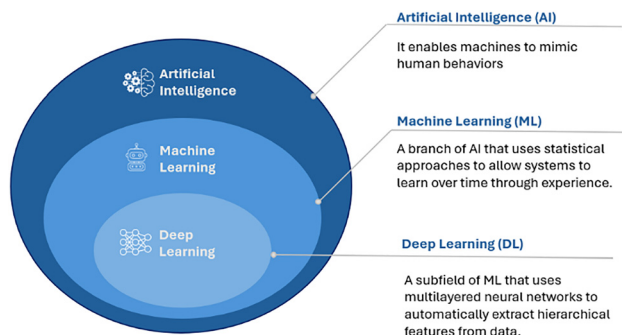 Artificial
Intelligence
Machine
Learning
Deep
Learning
Artificial Intelligence (AI)
It enables machines to mimic
human behaviors
Machine Learning (ML)
A branch of AI that uses statistical
approaches to allow systems to
learn over time through experience.
Deep Learning (DL)
A subfield of ML that uses
multilayered neural networks to
automatically extract hierarchical
features from data.